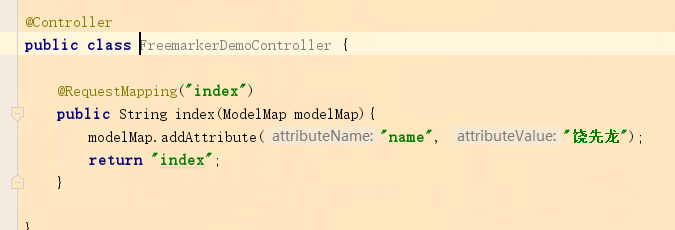 @Controller
public class FreemarkerDemoController {
@RequestMapping("index")
public String index(ModelMap modelMap){
modelMap.addAttribute( attributeName: "name", attributeValue: "饶先龙");
return "index";
}
}